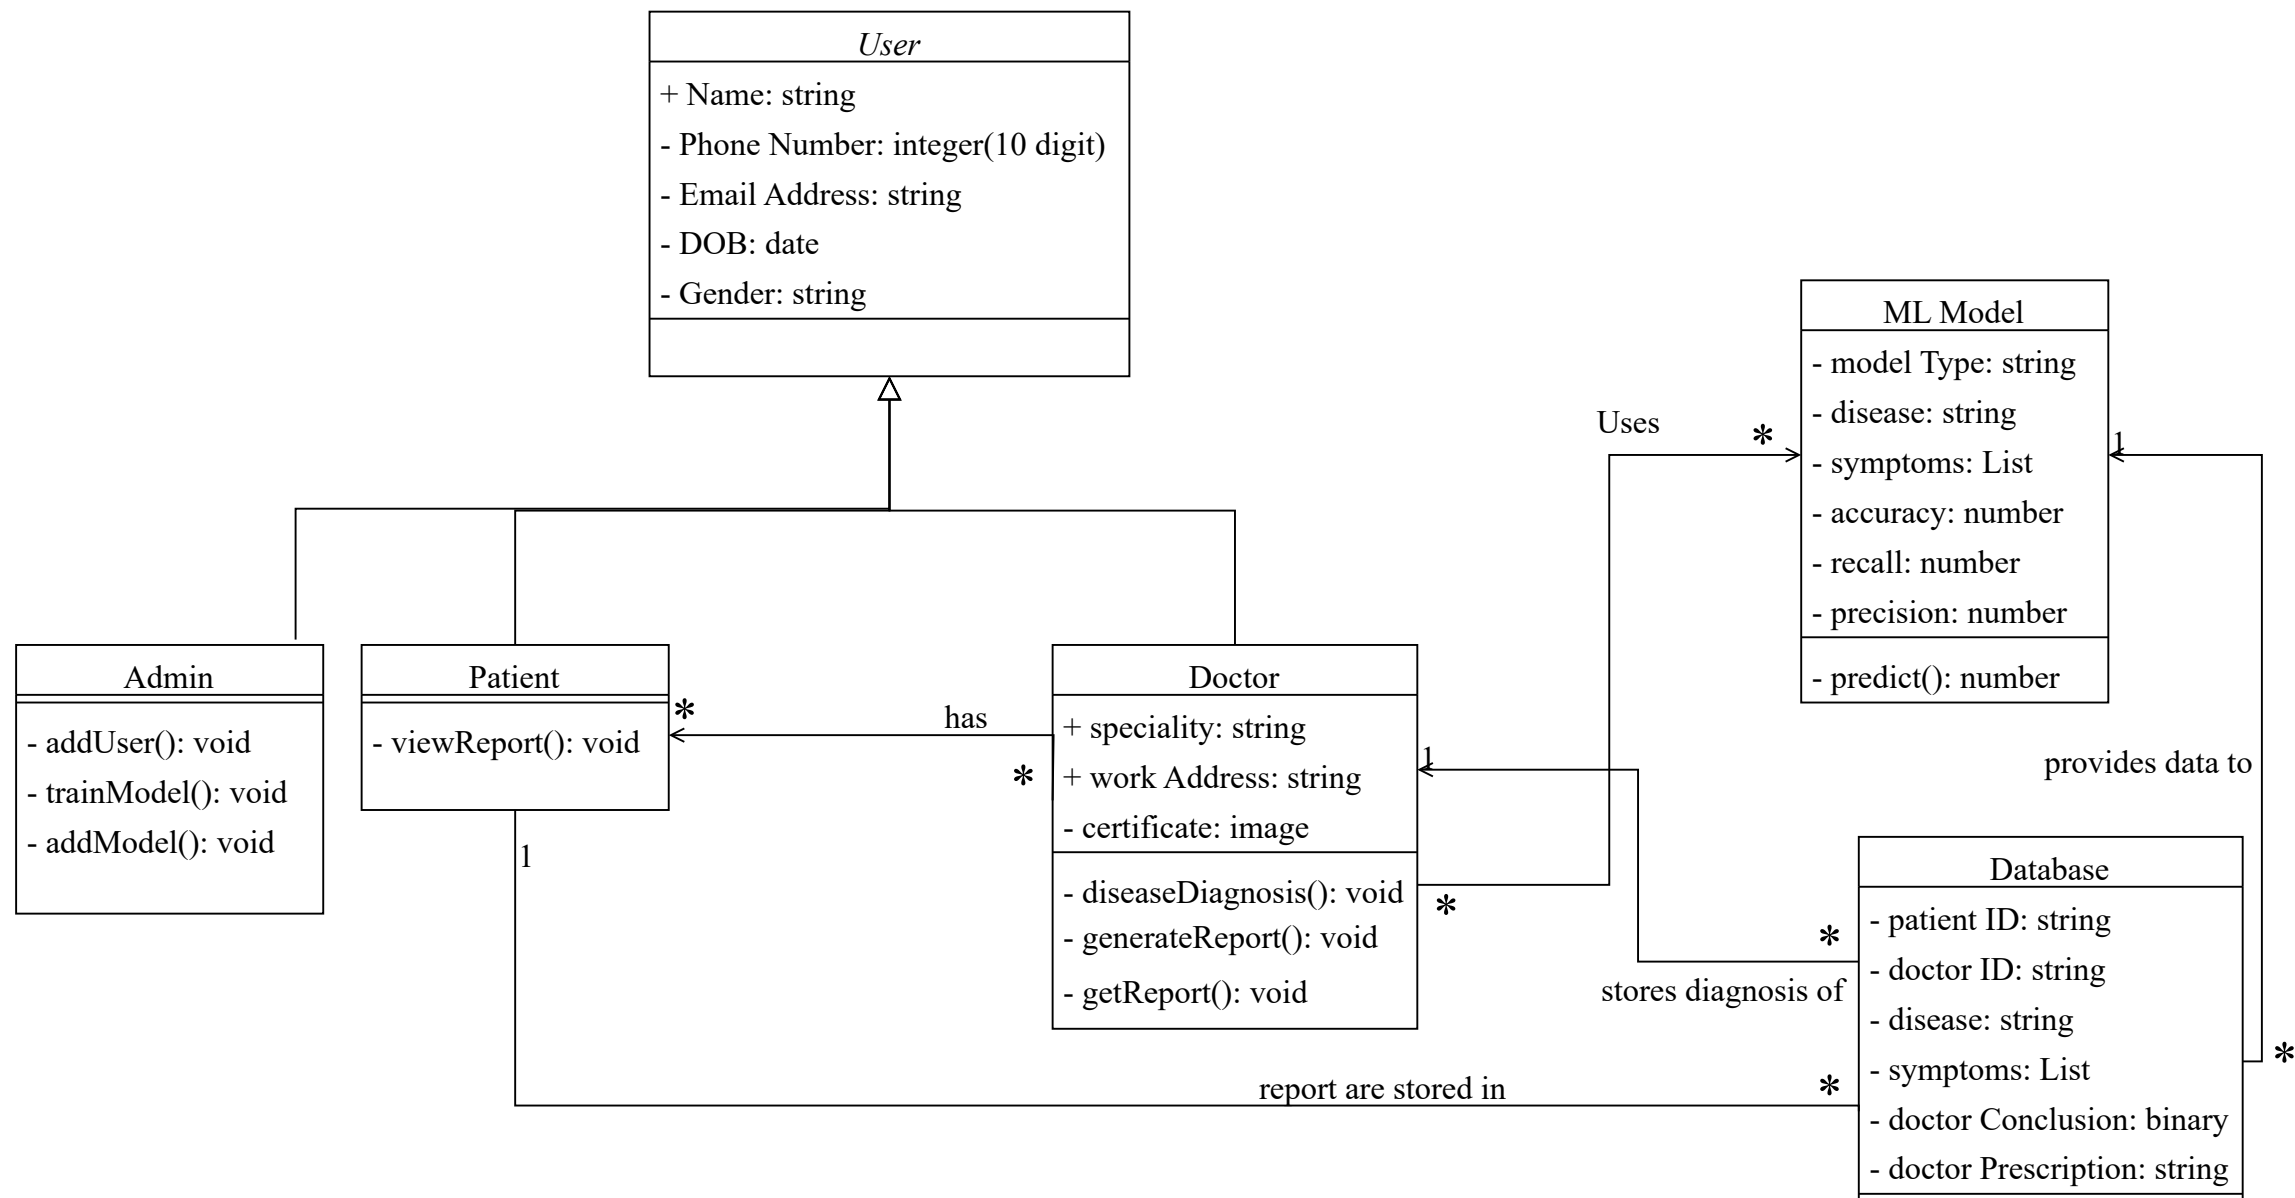 User
+ Name: string
- Phone Number: integer(10 digit)
- Email Address: string
- DOB: date
- Gender: string
ML Model
- model Type: string
- disease: string
- symptoms: List
- accuracy: number
- recall: number
- precision: number
- predict(): number
Uses
*
1
Admin
- addUser(): void
- trainModel(): void
- addModel(): void
Patient
- viewReport(): void
*
has
*
1
Doctor
+ speciality: string
+ work Address: string
- certificate: image
- diseaseDiagnosis(): void
- generateReport(): void
- getReport(): void
1
*
provides data to
Database
- patient ID: string
- doctor ID: string
- disease: string
- symptoms: List
- doctor Conclusion: binary
- doctor Prescription: string
*
stores diagnosis of
*
report are stored in
*